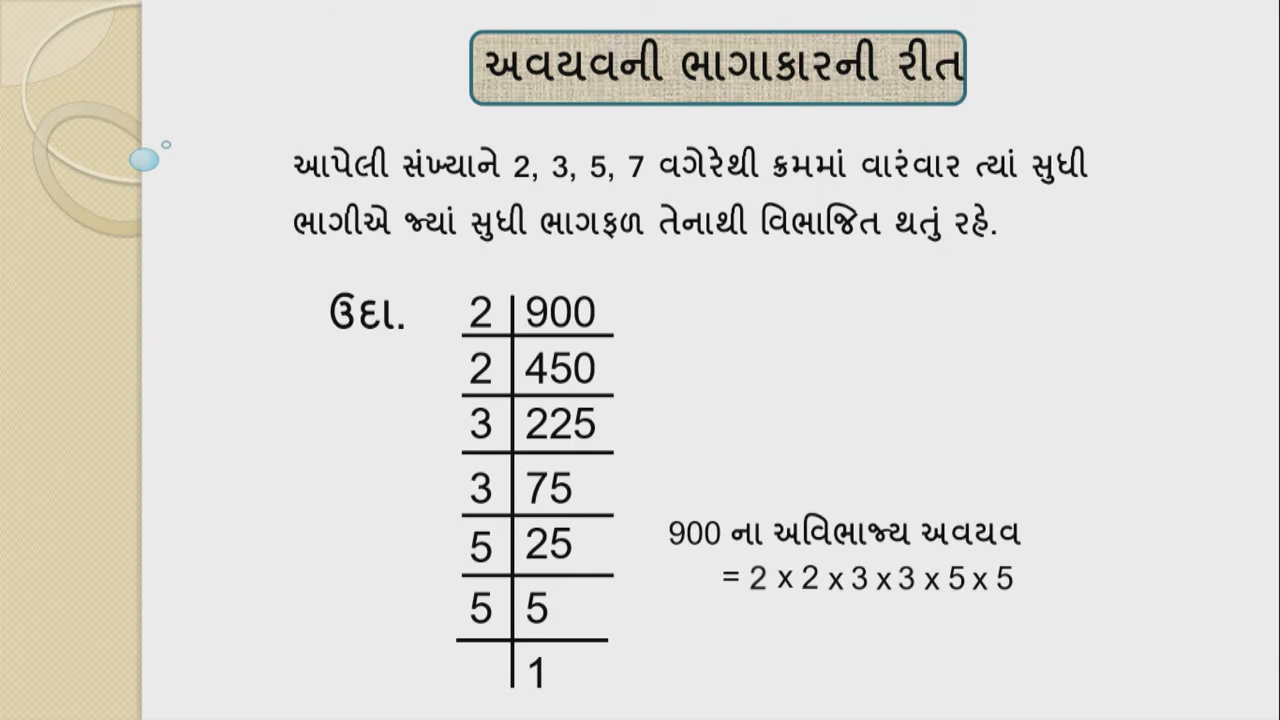 અવયવની ભાગાકારની રીત
આપેલી સંખ્યાને 2, 3, 5, 7 વગેરેથી ક્રમમાં વારંવાર ત્યાં સુધી
ભાગીએ જ્યાં સુધી ભાગફળ તેનાથી વિભાજિત થતું રહે.
ઉદા. 2 900
2 450
3 225
3 75
5 25
5 5
1
900 ના અવિભાજ્ય અવયવ
= 2 x 2 x 3 x 3 x 5 x 5